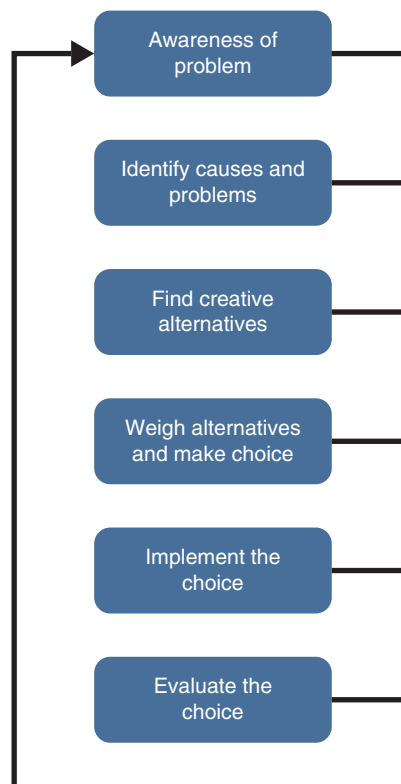 Awareness of
problem
Identify causes and
problems
Find creative
alternatives
Weigh alternatives
and make choice
Implement the
choice
Evaluate the
choice